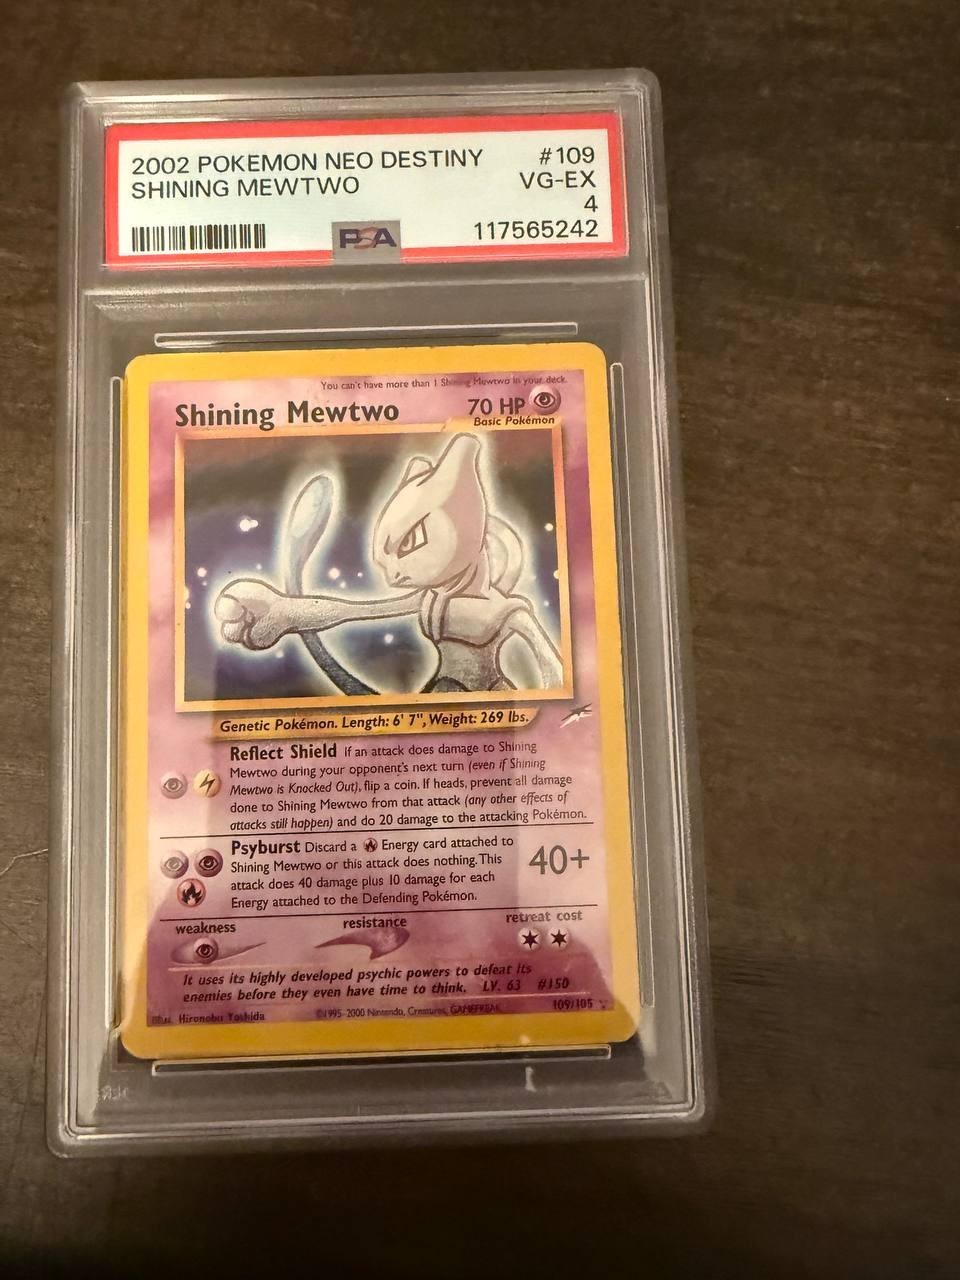 2002 POKEMON NEO DESTINY #109
SHINING MEWTWO VG-EX
4
PSA 117565242
You can't have more than 1 Shining Mewtwo in your deck.
Shining Mewtwo 70 HP
Basic Pokémon
Genetic Pokémon. Length: 6' 7", Weight: 269 lbs.
Reflect Shield If an attack does damage to Shining
Mewtwo during your opponent's next turn (even if Shining
Mewtwo is Knocked Out), flip a coin. If heads, prevent all damage
done to Shining Mewtwo from that attack (any other effects of
attacks still happen) and do 20 damage to the attacking Pokémon.
Psyburst Discard a Energy card attached to
Shining Mewtwo or this attack does nothing. This
attack does 40 damage plus 10 damage for each
Energy attached to the Defending Pokémon.
40+
weakness resistance retreat cost
It uses its highly developed psychic powers to defeat its
enemies before they even have time to think. LV. 63 #150
Illus. Hironobu Yoshida ©1995-2000 Nintendo, Creatures, GAMEFREAK. 109/105